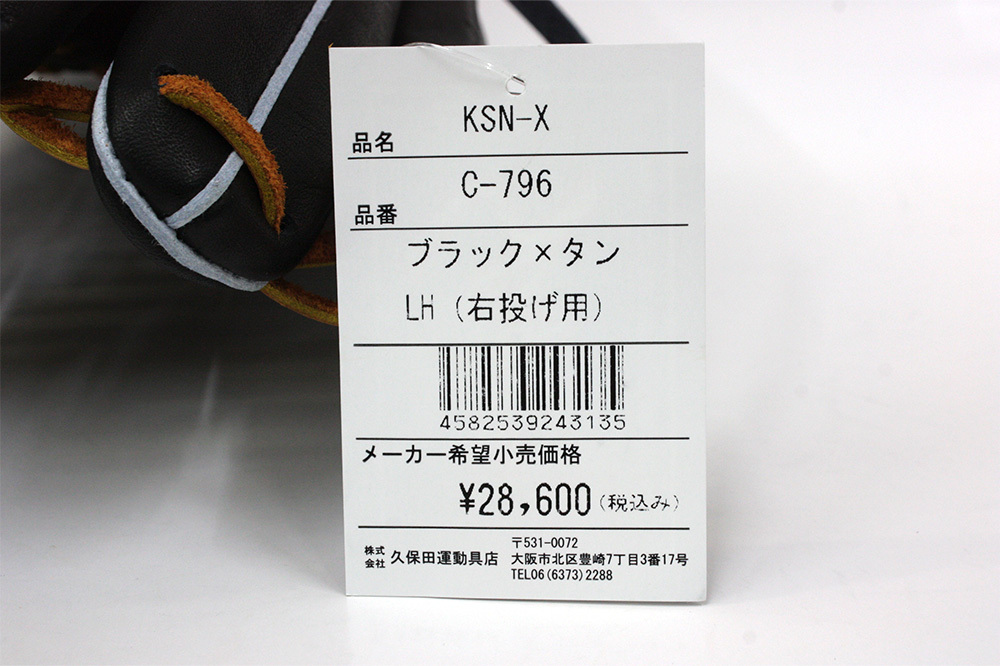 KSN-X
品名
C-796
品番
ブラック×タン
LH (右投げ用)
4582539243135
メーカー希望小売価格
¥28,600(税込み)
株式会社 久保田運動具店
〒531-0072
大阪市北区豊崎7丁目3番17号
TEL06(6373)2288